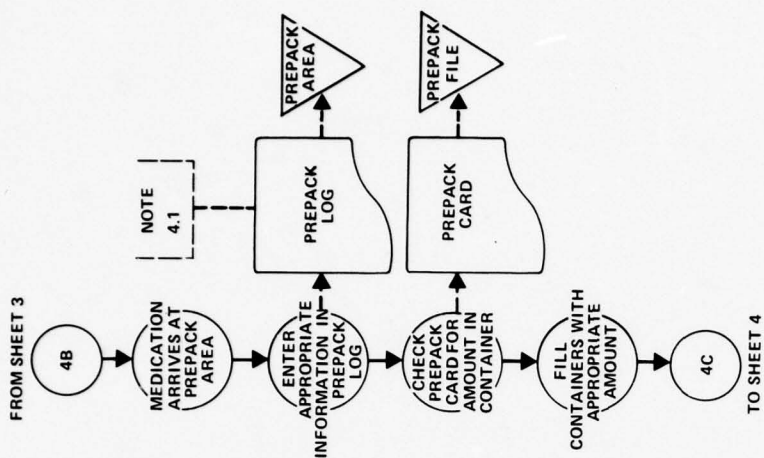 FROM SHEET 3
4B
MEDICATION
ARRIVES AT
PREPACK
AREA
ENTER
APPROPRIATE
INFORMATION IN
PREPACK
LOG
NOTE
4.1
PREPACK
LOG
PREPACK
AREA
CHECK
PREPACK
CARD FOR
AMOUNT IN
CONTAINER
PREPACK
CARD
PREPACK
FILE
FILL
CONTAINERS WITH
APPROPRIATE
AMOUNT
4C
TO SHEET 4